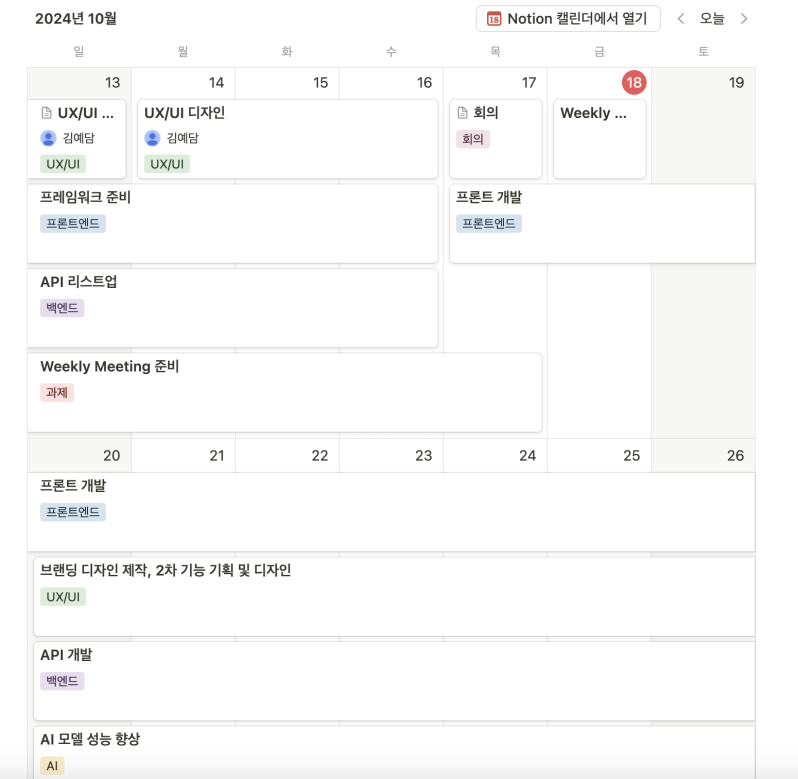 2024년 10월
18 Notion 캘린더에서 열기
오늘
일 월 화 수 목 금 토
13 14 15 16 17 18 19
UX/UI ...
김예담
UX/UI
UX/UI 디자인
김예담
UX/UI
회의
회의
Weekly ...
프레임워크 준비
프론트엔드
프론트 개발
프론트엔드
API 리스트업
백엔드
Weekly Meeting 준비
과제
20 21 22 23 24 25 26
프론트 개발
프론트엔드
브랜딩 디자인 제작, 2차 기능 기획 및 디자인
UX/UI
API 개발
백엔드
AI 모델 성능 향상
AI